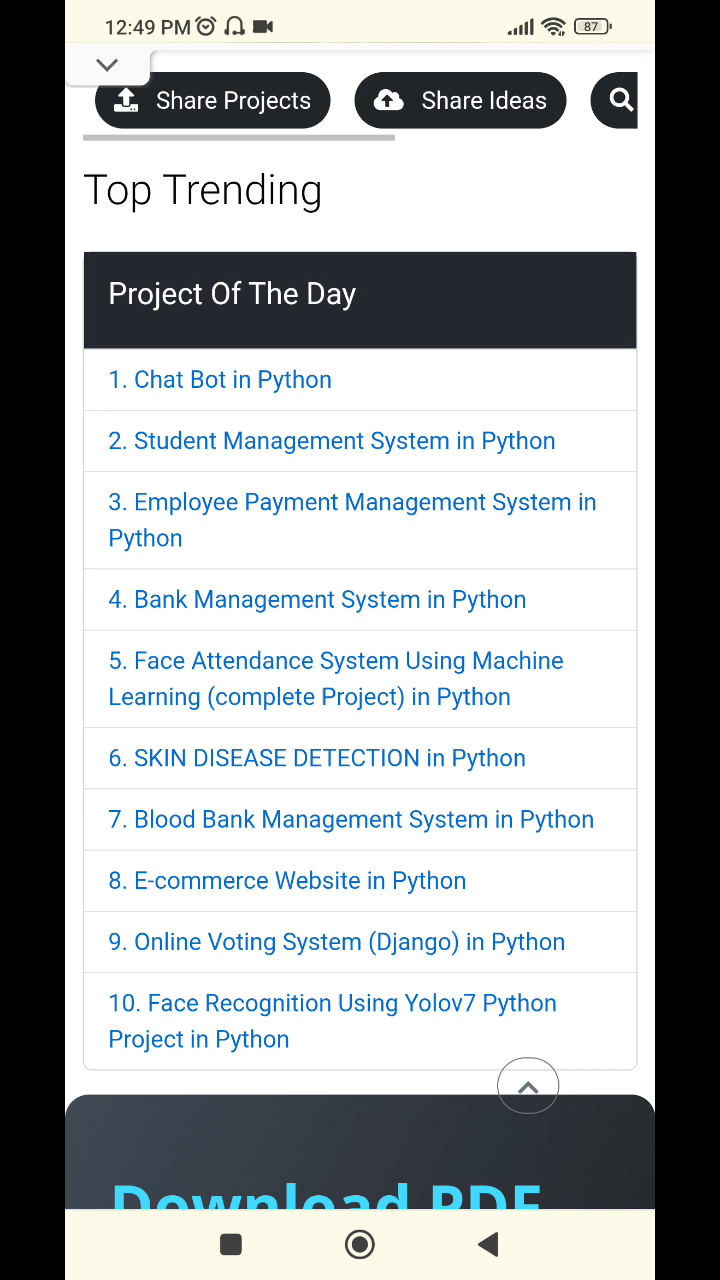 12:49 PM
87
Share Projects
Share Ideas
Top Trending
Project Of The Day
1. Chat Bot in Python
2. Student Management System in Python
3. Employee Payment Management System in
Python
4. Bank Management System in Python
5. Face Attendance System Using Machine
Learning (complete Project) in Python
6. SKIN DISEASE DETECTION in Python
7. Blood Bank Management System in Python
8. E-commerce Website in Python
9. Online Voting System (Django) in Python
10. Face Recognition Using Yolov7 Python
Project in Python
Download PDF